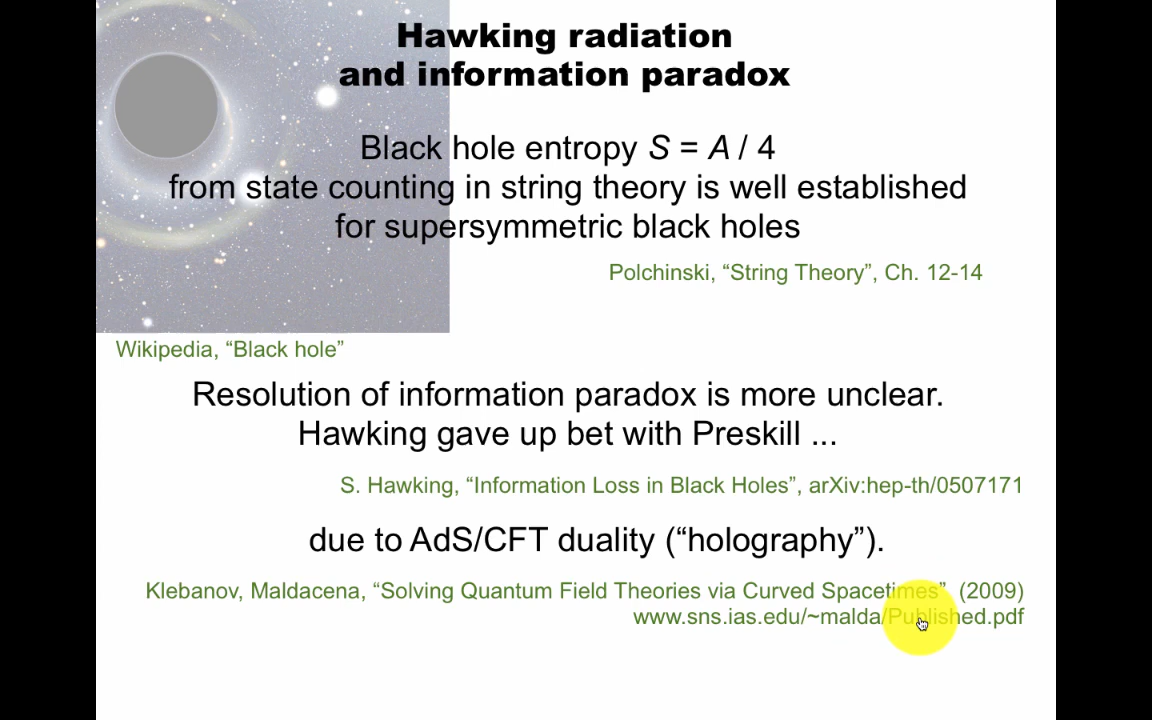 Hawking radiation
and information paradox
Black hole entropy S = A / 4
from state counting in string theory is well established
for supersymmetric black holes
Polchinski, “String Theory”, Ch. 12-14
Wikipedia, “Black hole”
Resolution of information paradox is more unclear.
Hawking gave up bet with Preskill ...
S. Hawking, “Information Loss in Black Holes”, arXiv:hep-th/0507171
due to AdS/CFT duality (“holography”).
Klebanov, Maldacena, “Solving Quantum Field Theories via Curved Spacetimes”, (2009)
www.sns.ias.edu/~malda/Published.pdf